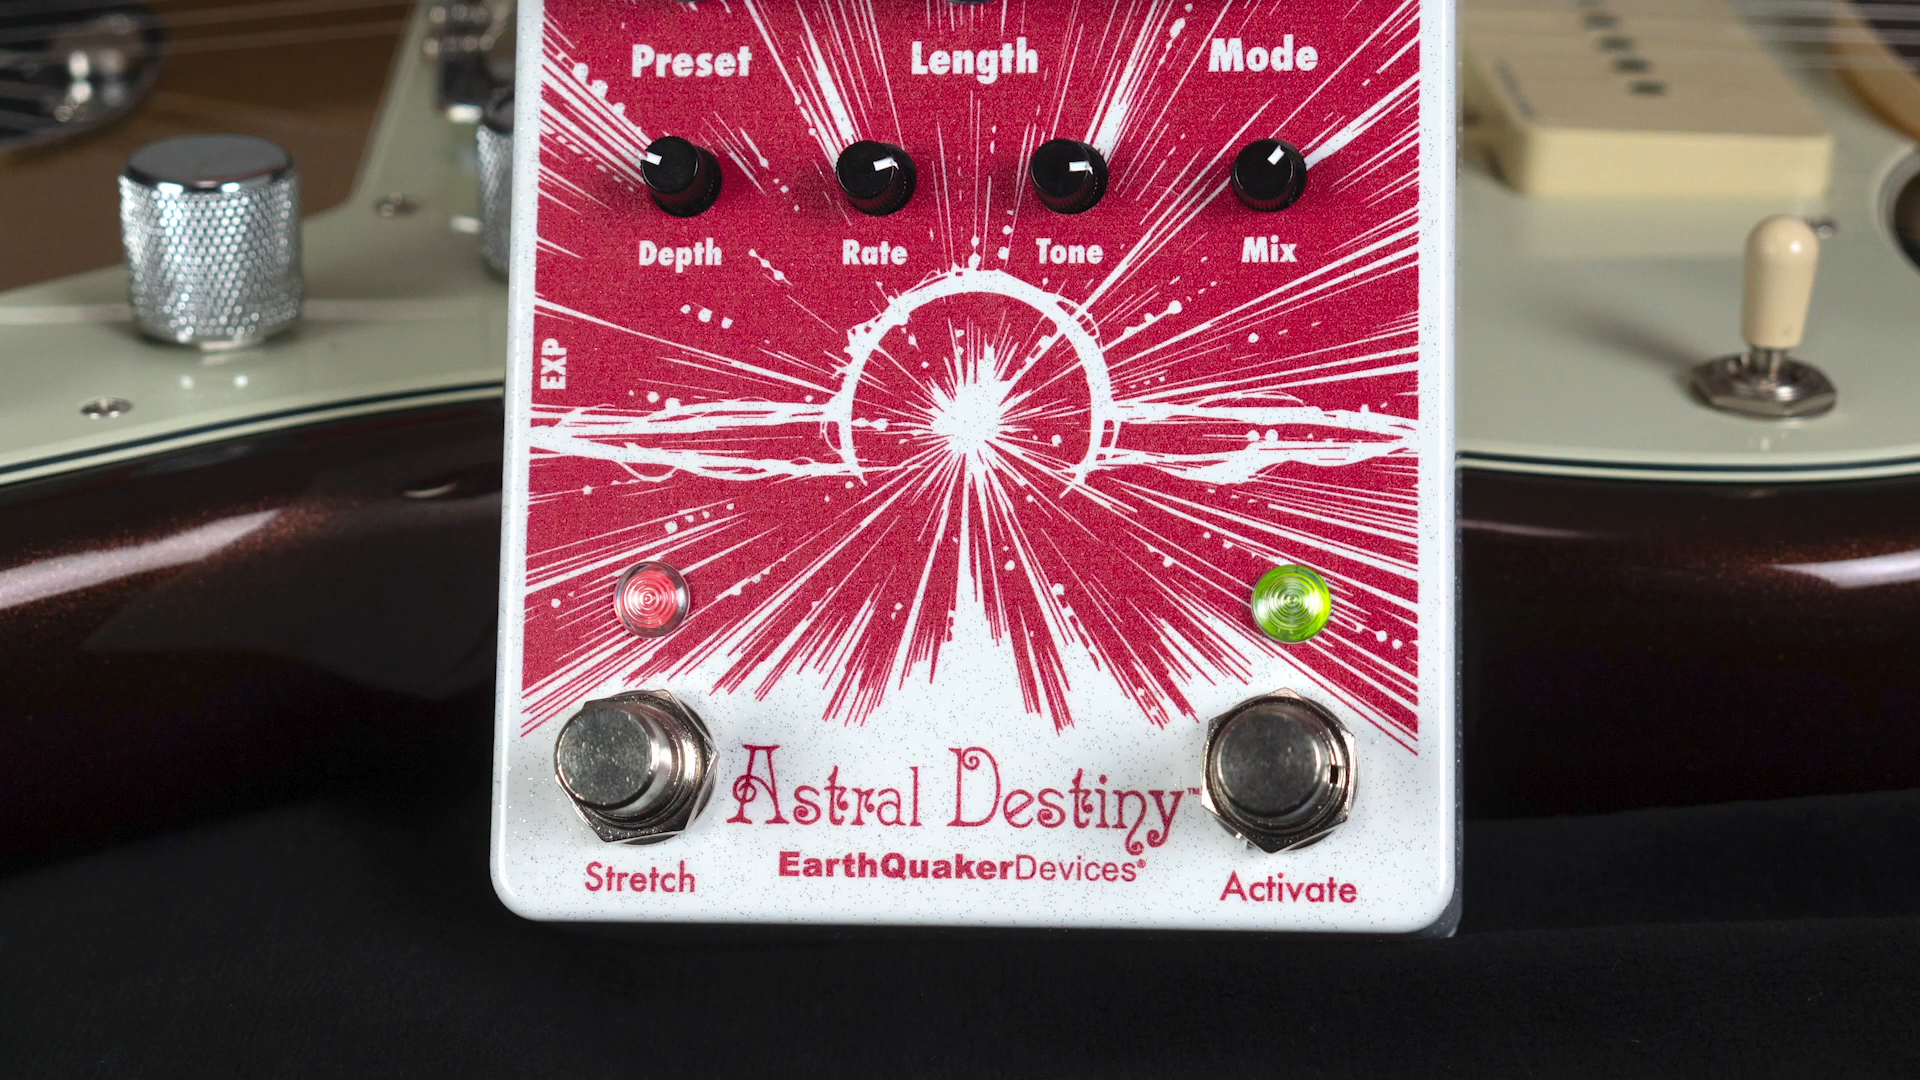 Preset Length Mode
Depth Rate Tone Mix
EXP
Astral Destiny™
EarthQuakerDevices®
Stretch Activate